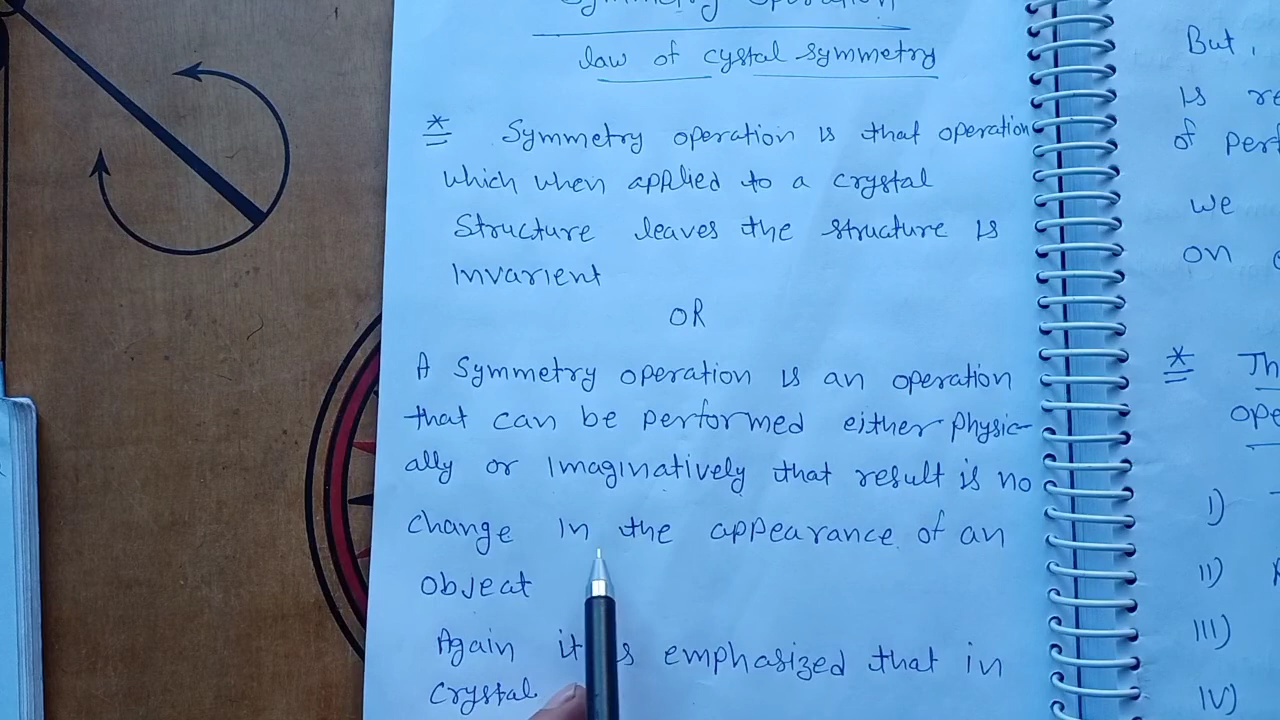 Symmetry Operation
law of cystal symmetry
* Symmetry operation is that operation
which when applied to a crystal
Structure leaves the structure is
Invarient
OR
A Symmetry operation is an operation
that can be performed either physic-
ally or Imaginatively that result is no
change in the appearance of an
object
Again it is emphasized that in
crystal
But,
is re
of perf
we
on
* Th
ope
I)
II)
III)
IV)